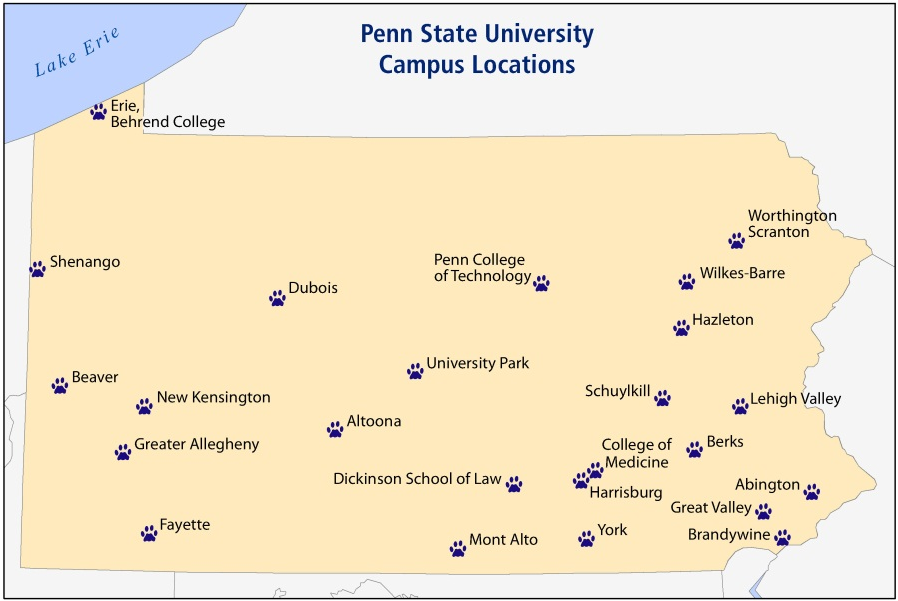 Penn State University
Campus Locations
Lake Erie
Erie,
Behrend College
Worthington
Scranton
Shenango
Penn College
of Technology
Wilkes-Barre
Dubois
Hazleton
University Park
Beaver
New Kensington
Schuylkill
Lehigh Valley
Altoona
Greater Allegheny
College of
Medicine
Berks
Dickinson School of Law
Harrisburg
Abington
Great Valley
Fayette
Mont Alto
York
Brandywine